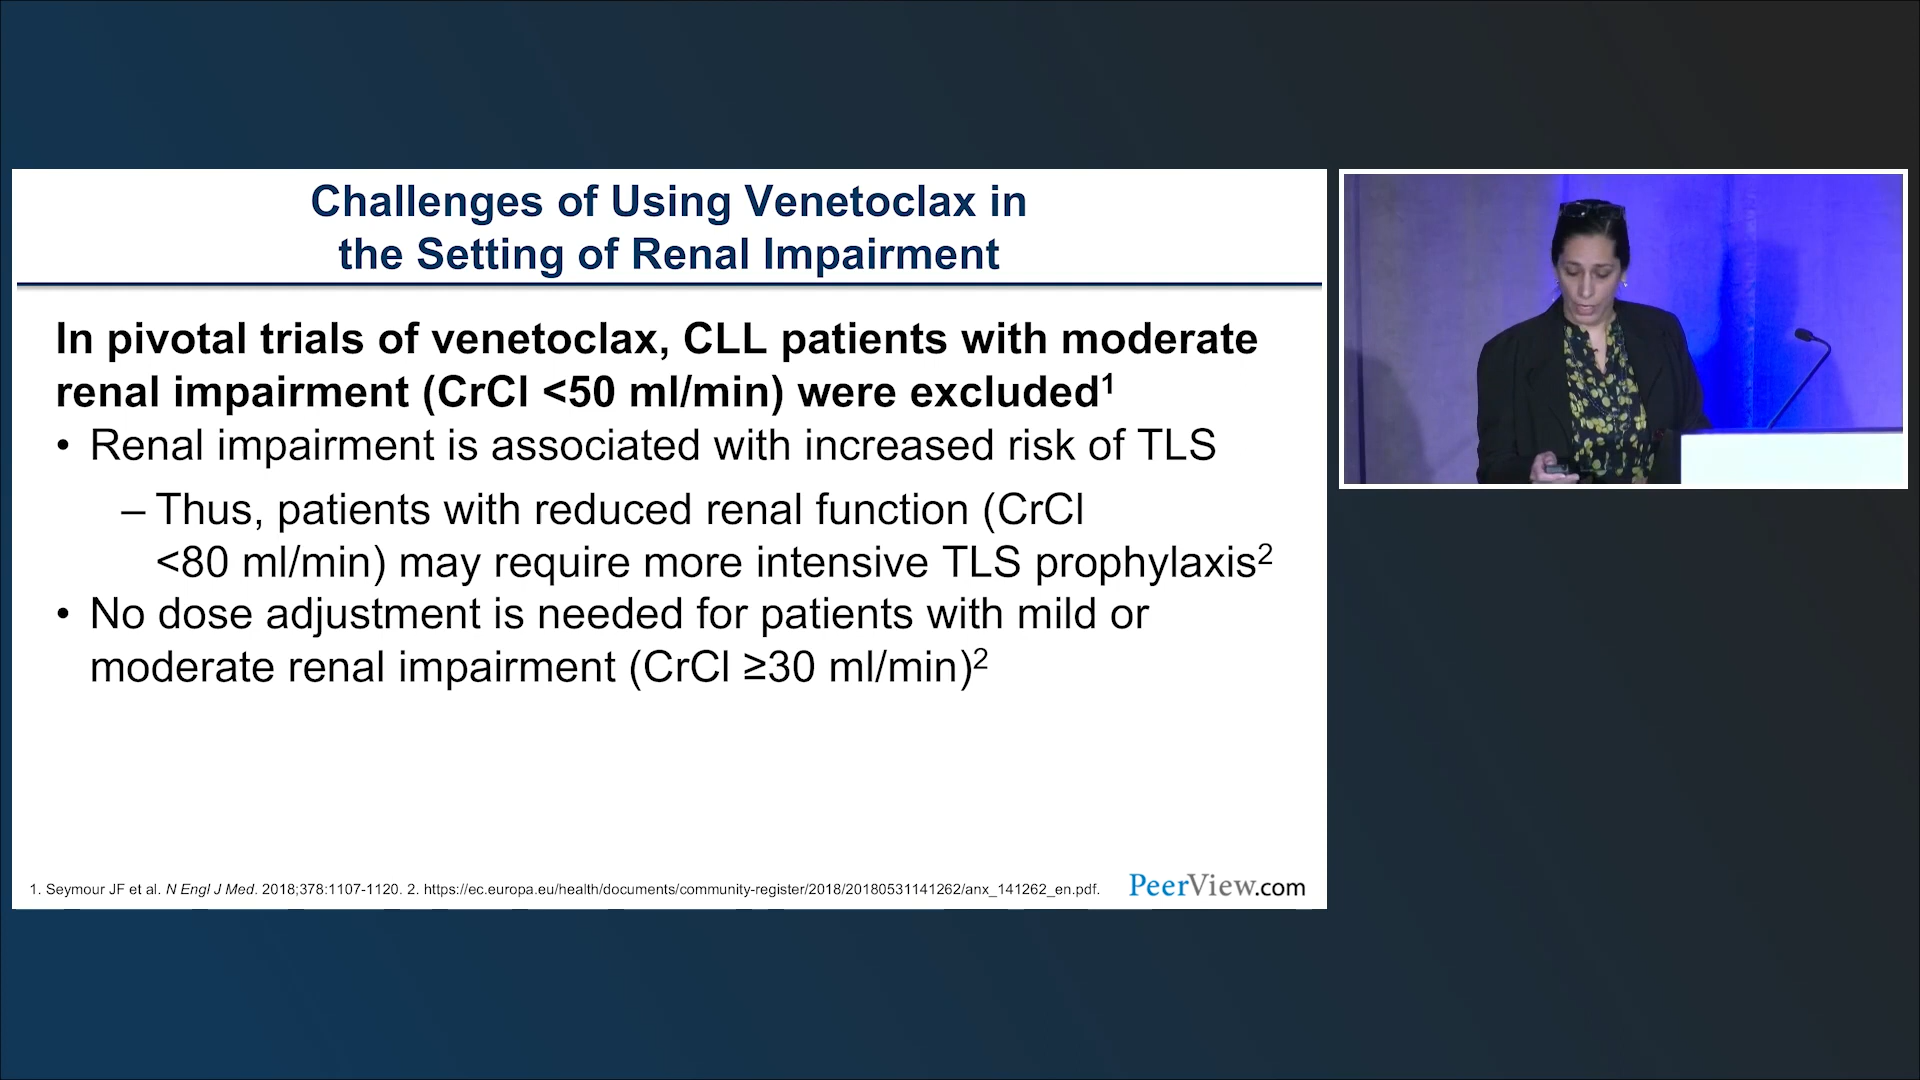 Challenges of Using Venetoclax in
the Setting of Renal Impairment
In pivotal trials of venetoclax, CLL patients with moderate
renal impairment (CrCl <50 ml/min) were excluded¹
• Renal impairment is associated with increased risk of TLS
– Thus, patients with reduced renal function (CrCl
<80 ml/min) may require more intensive TLS prophylaxis²
• No dose adjustment is needed for patients with mild or
moderate renal impairment (CrCl ≥30 ml/min)²
1. Seymour JF et al. N Engl J Med. 2018;378:1107-1120. 2. https://ec.europa.eu/health/documents/community-register/2018/20180531141262/anx_141262_en.pdf.
PeerView.com